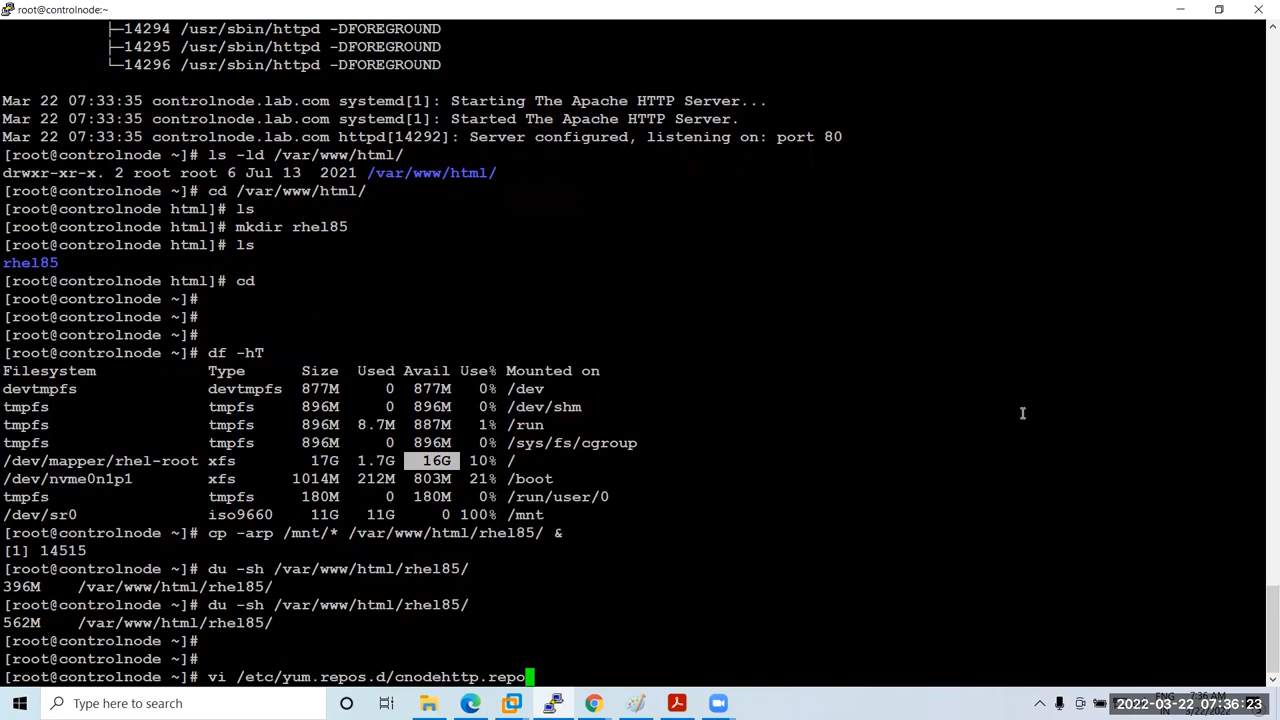 root@controlnode:~
├─14294 /usr/sbin/httpd -DFOREGROUND
├─14295 /usr/sbin/httpd -DFOREGROUND
└─14296 /usr/sbin/httpd -DFOREGROUND
Mar 22 07:33:35 controlnode.lab.com systemd[1]: Starting The Apache HTTP Server...
Mar 22 07:33:35 controlnode.lab.com systemd[1]: Started The Apache HTTP Server.
Mar 22 07:33:35 controlnode.lab.com httpd[14292]: Server configured, listening on: port 80
[root@controlnode ~]# ls -ld /var/www/html/
drwxr-xr-x. 2 root root 6 Jul 13  2021 /var/www/html/
[root@controlnode ~]# cd /var/www/html/
[root@controlnode html]# ls
[root@controlnode html]# mkdir rhel85
[root@controlnode html]# ls
rhel85
[root@controlnode html]# cd
[root@controlnode ~]#
[root@controlnode ~]#
[root@controlnode ~]#
[root@controlnode ~]# df -hT
Filesystem            Type      Size  Used Avail Use% Mounted on
devtmpfs              devtmpfs  877M     0  877M   0% /dev
tmpfs                 tmpfs     896M     0  896M   0% /dev/shm
tmpfs                 tmpfs     896M  8.7M  887M   1% /run
tmpfs                 tmpfs     896M     0  896M   0% /sys/fs/cgroup
/dev/mapper/rhel-root xfs        17G  1.7G   16G  10% /
/dev/nvme0n1p1        xfs      1014M  212M  803M  21% /boot
tmpfs                 tmpfs     180M     0  180M   0% /run/user/0
/dev/sr0              iso9660    11G   11G     0 100% /mnt
[root@controlnode ~]# cp -arp /mnt/* /var/www/html/rhel85/ &
[1] 14515
[root@controlnode ~]# du -sh /var/www/html/rhel85/
396M    /var/www/html/rhel85/
[root@controlnode ~]# du -sh /var/www/html/rhel85/
562M    /var/www/html/rhel85/
[root@controlnode ~]#
[root@controlnode ~]#
[root@controlnode ~]# vi /etc/yum.repos.d/cnodehttp.repo
Type here to search
ENG
7:36 AM
2022-03-22 07:36:23